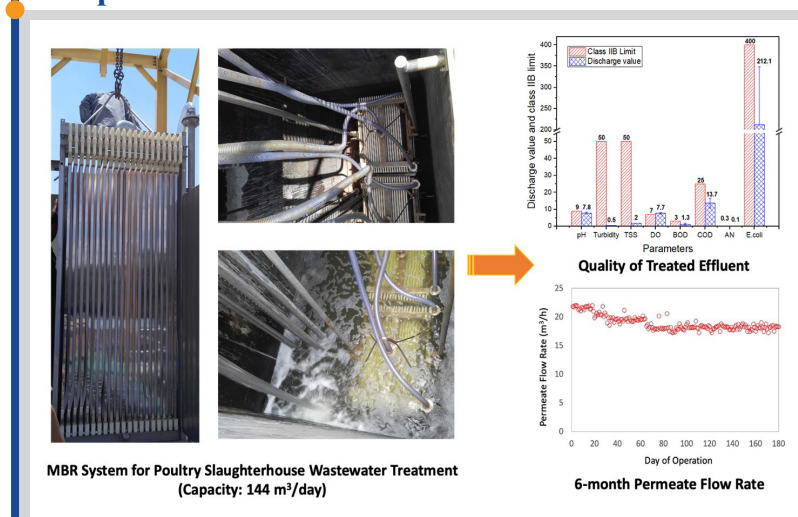 MBR System for Poultry Slaughterhouse Wastewater Treatment
(Capacity: 144 m³/day)
Discharge value and class IIB limit
400
350
300
250
200
50
40
30
20
10
0
Class IIB Limit
Discharge value
9
7.8
50
0.5
50
2
7
7.7
3
1.3
25
13.7
0.3
0.1
400
212.1
pH
Turbidity
TSS
DO
BOD
COD
AN
E.coli
Parameters
Quality of Treated Effluent
Permeate Flow Rate (m³/h)
25
20
15
10
5
0
0
20
40
60
80
100
120
140
160
180
Day of Operation
6-month Permeate Flow Rate